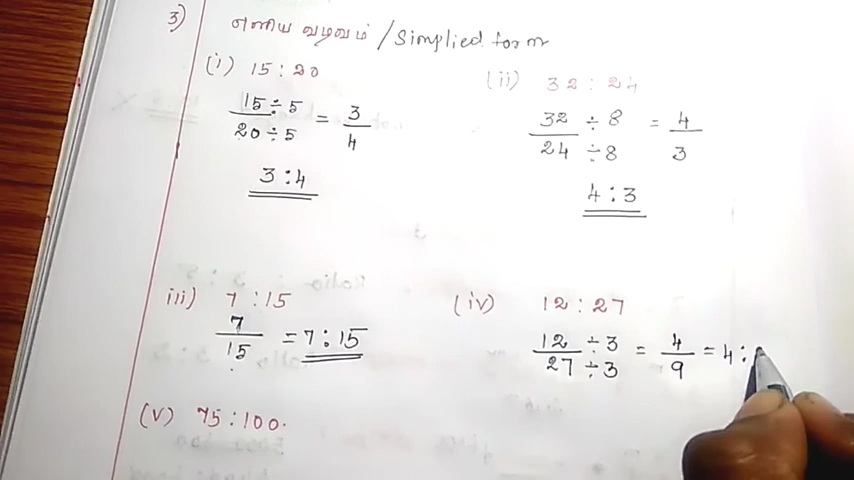 3) எளிய வடிவம் / Simplied form
(i) 15 : 20
15 ÷ 5 / 20 ÷ 5 = 3 / 4
3 : 4
(ii) 32 : 24
32 ÷ 8 / 24 ÷ 8 = 4 / 3
4 : 3
iii) 7 : 15
7 / 15 = 7 : 15
(iv) 12 : 27
12 ÷ 3 / 27 ÷ 3 = 4 / 9 = 4 :
(v) 75 : 100.